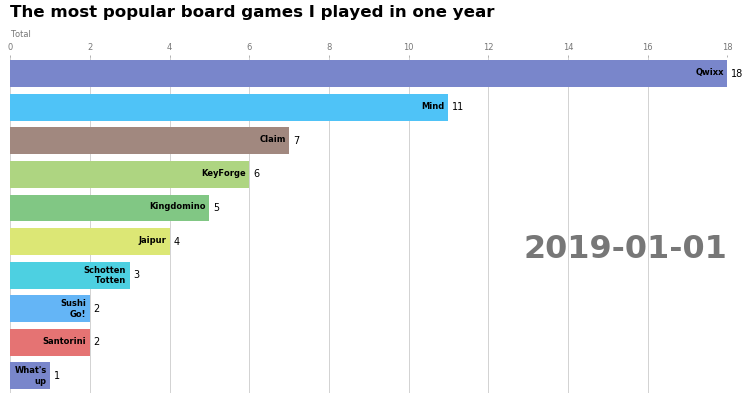 The most popular board games I played in one year
Total
0 2 4 6 8 10 12 14 16 18
Qwixx 18
Mind 11
Claim 7
KeyForge 6
Kingdomino 5
Jaipur 4
2019-01-01
Schotten
Totten 3
Sushi
Go! 2
Santorini 2
What's
up 1